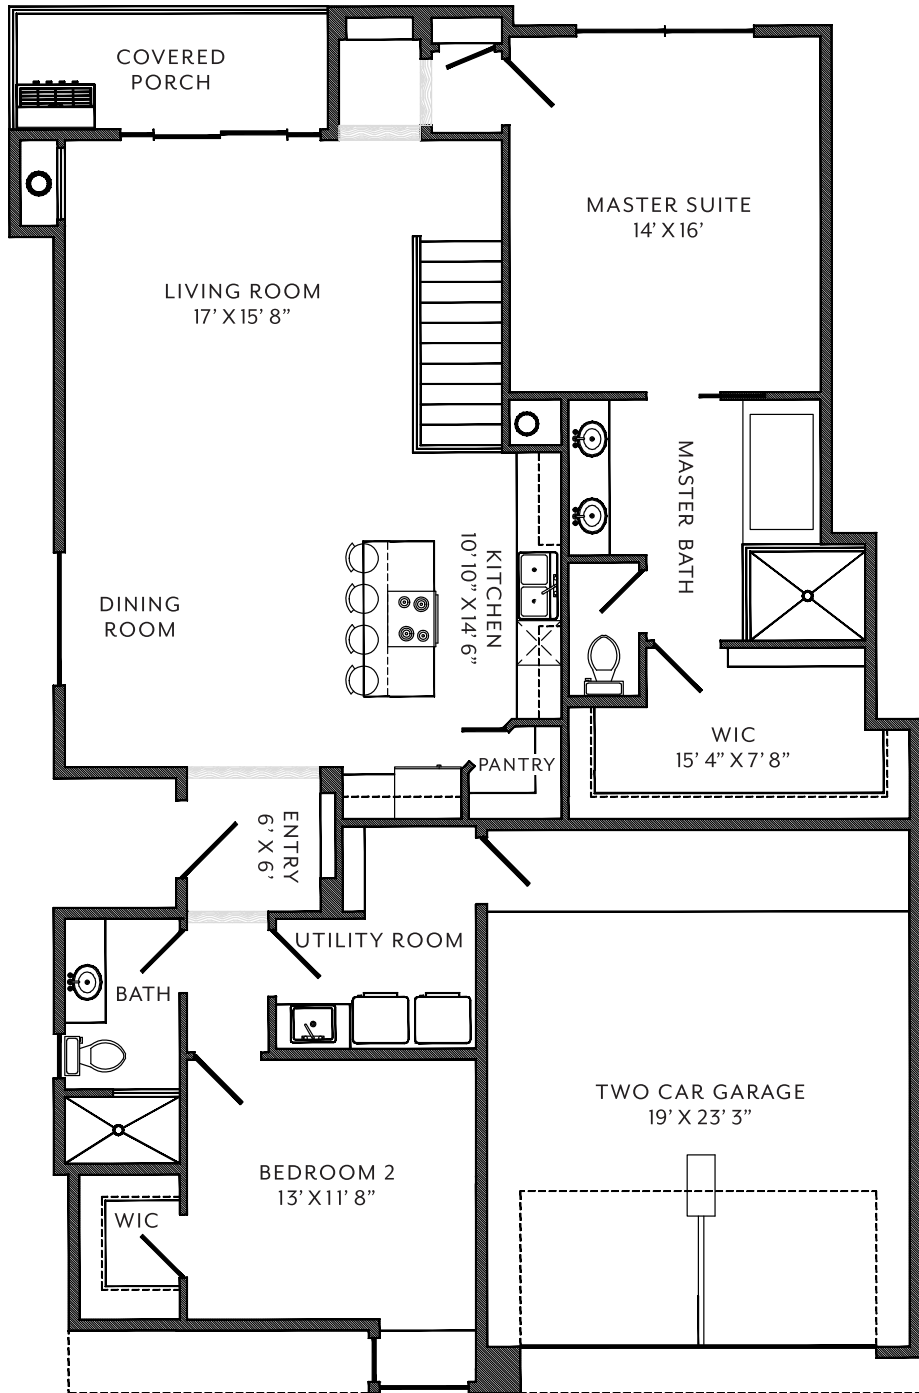 COVERED
PORCH
MASTER SUITE
14' X 16'
LIVING ROOM
17' X 15' 8"
MASTER BATH
KITCHEN
10' 10" X 14' 6"
DINING
ROOM
WIC
15' 4" X 7' 8"
PANTRY
ENTRY
6' X 6'
UTILITY ROOM
BATH
TWO CAR GARAGE
19' X 23' 3"
BEDROOM 2
13' X 11' 8"
WIC